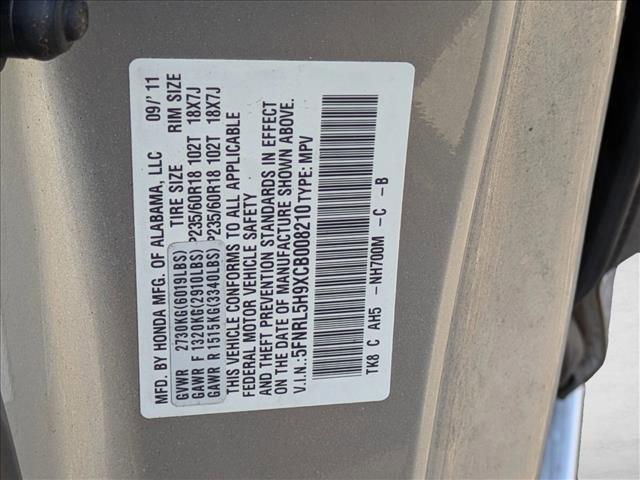 MFD. BY HONDA MFG. OF ALABAMA, LLC 09/'11
TIRE SIZE RIM SIZE
GVWR 2730KG(6019LBS)
GAWR F 1320KG(2910LBS) P235/60R18 102T 18X7J
GAWR R 1515KG(3340LBS) P235/60R18 102T 18X7J
THIS VEHICLE CONFORMS TO ALL APPLICABLE
FEDERAL MOTOR VEHICLE SAFETY
AND THEFT PREVENTION STANDARDS IN EFFECT
ON THE DATE OF MANUFACTURE SHOWN ABOVE.
V.I.N.:5FNRL5H9XCB008210 TYPE: MPV
TK8 C AH5 -NH700M -C -B